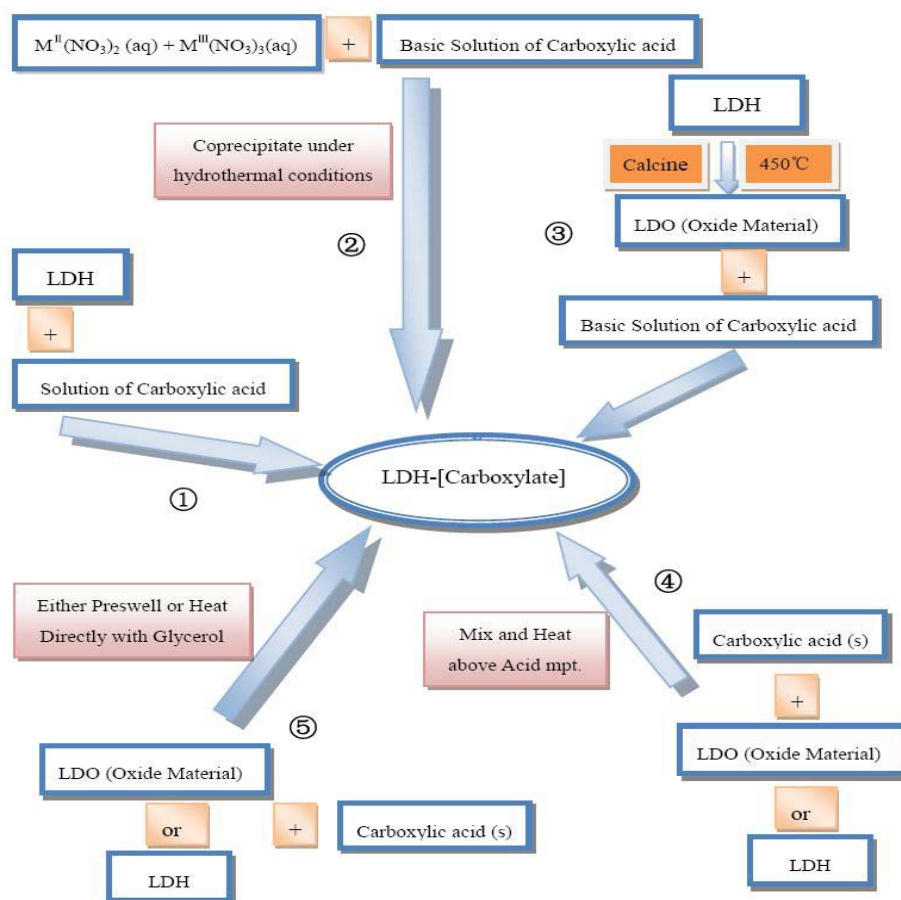 Mᴵᴵ(NO₃)₂ (aq) + Mᴵᴵᴵ(NO₃)₃(aq)
+
Basic Solution of Carboxylic acid
Coprecipitate under
hydrothermal conditions
②
LDH
Calcine
450℃
LDO (Oxide Material)
+
Basic Solution of Carboxylic acid
③
LDH
+
Solution of Carboxylic acid
①
LDH-[Carboxylate]
Either Preswell or Heat
Directly with Glycerol
⑤
LDO (Oxide Material)
or
LDH
+
Carboxylic acid (s)
Mix and Heat
above Acid mpt.
④
Carboxylic acid (s)
+
LDO (Oxide Material)
or
LDH